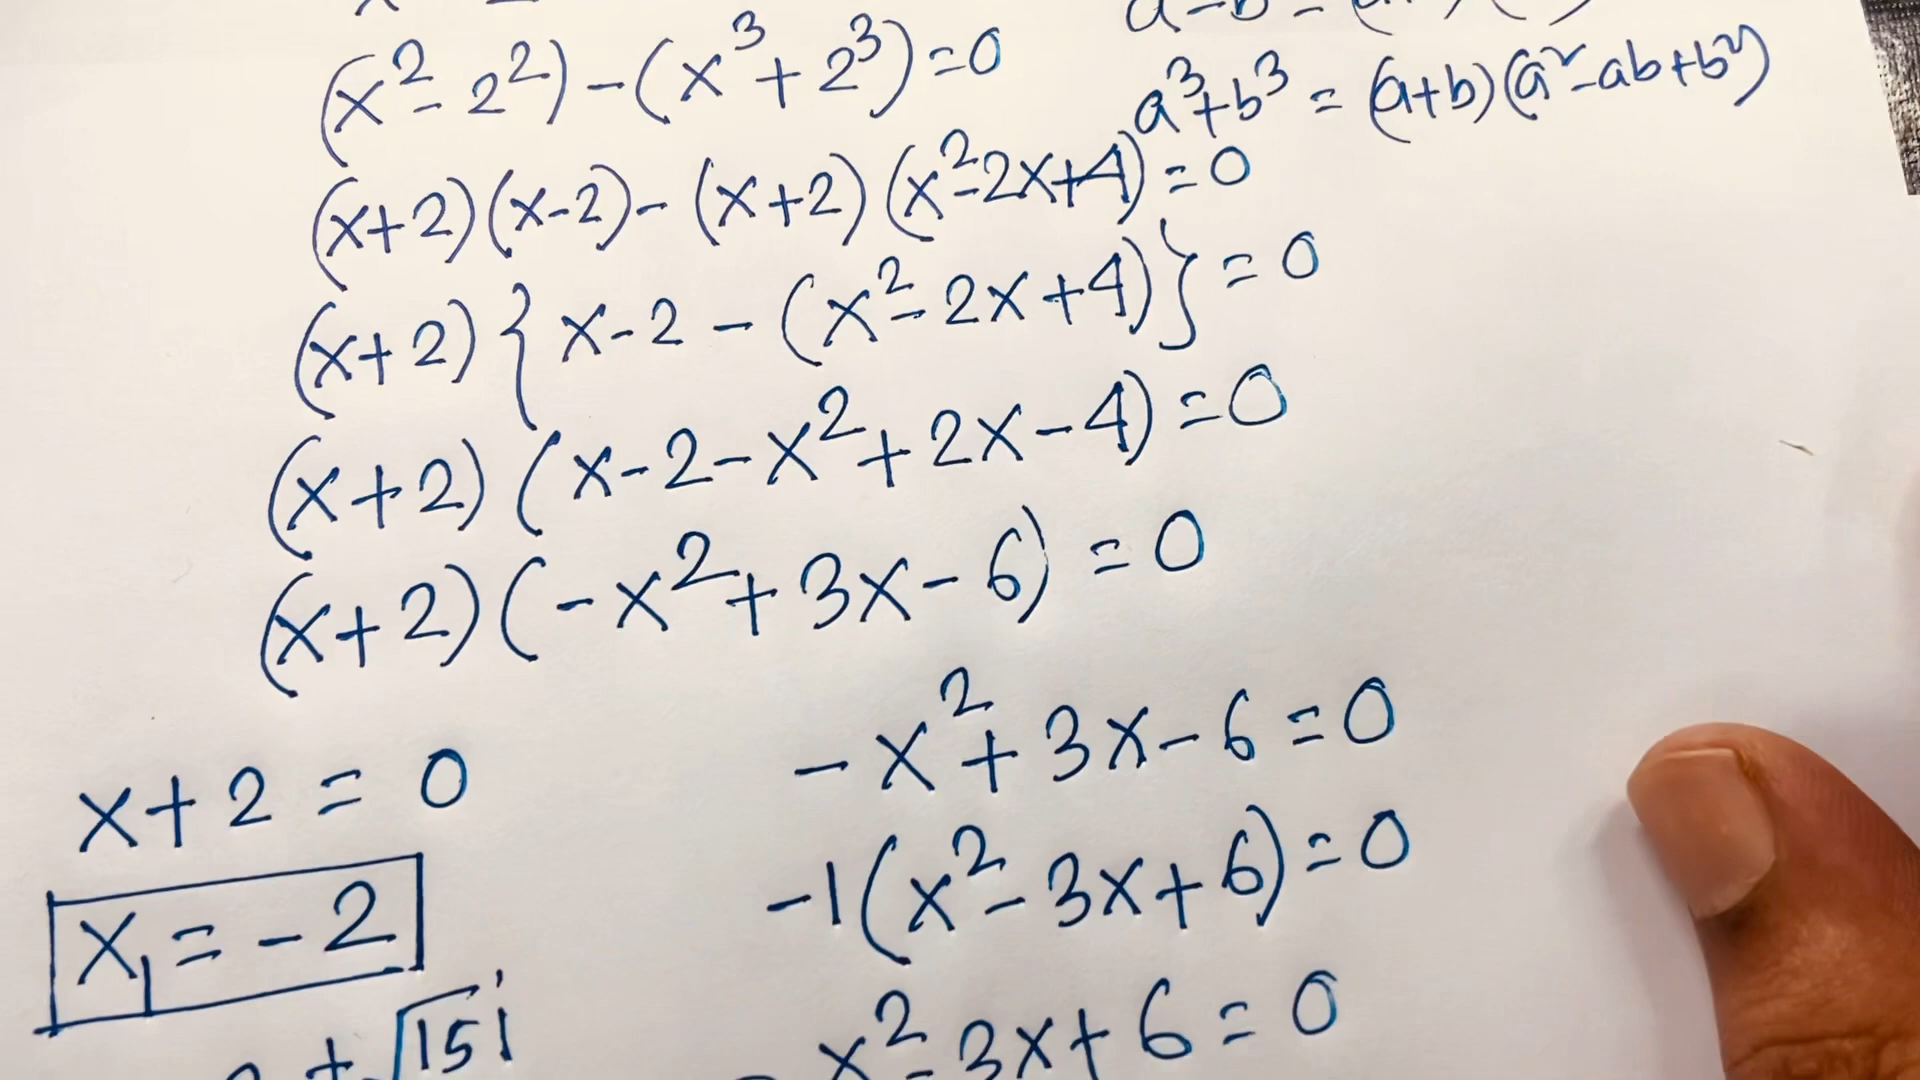 (x²-2²)-(x³+2³)=0
a³+b³=(a+b)(a²-ab+b²)
(x+2)(x-2)-(x+2)(x²-2x+4)=0
(x+2){x-2-(x²-2x+4)}=0
(x+2)(x-2-x²+2x-4)=0
(x+2)(-x²+3x-6)=0
x+2=0
-x²+3x-6=0
x₁=-2
-1(x²-3x+6)=0
+√15i
x²-3x+6=0